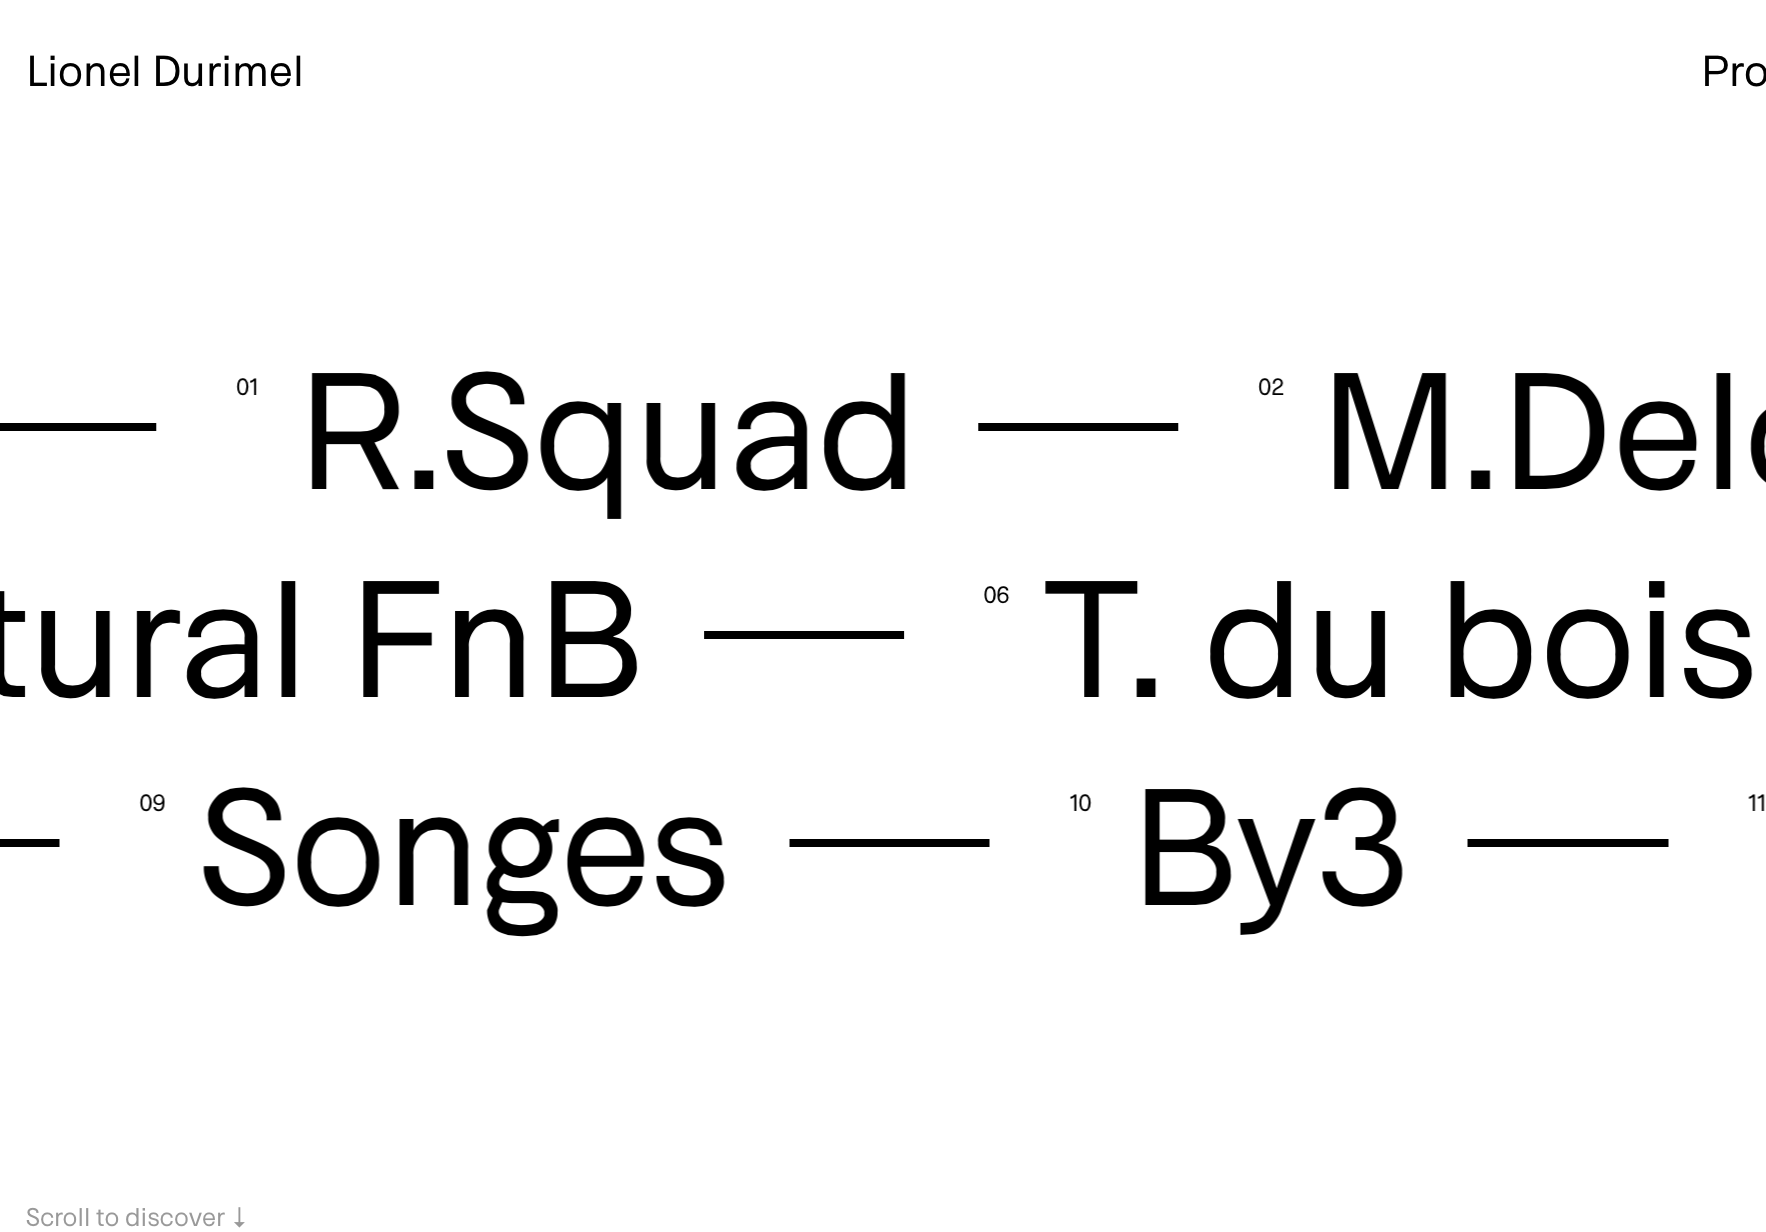 Lionel Durimel Pro
01 R.Squad — 02 M.Delo
tural FnB — 06 T. du bois
09 Songes — 10 By3 — 11
Scroll to discover ↓